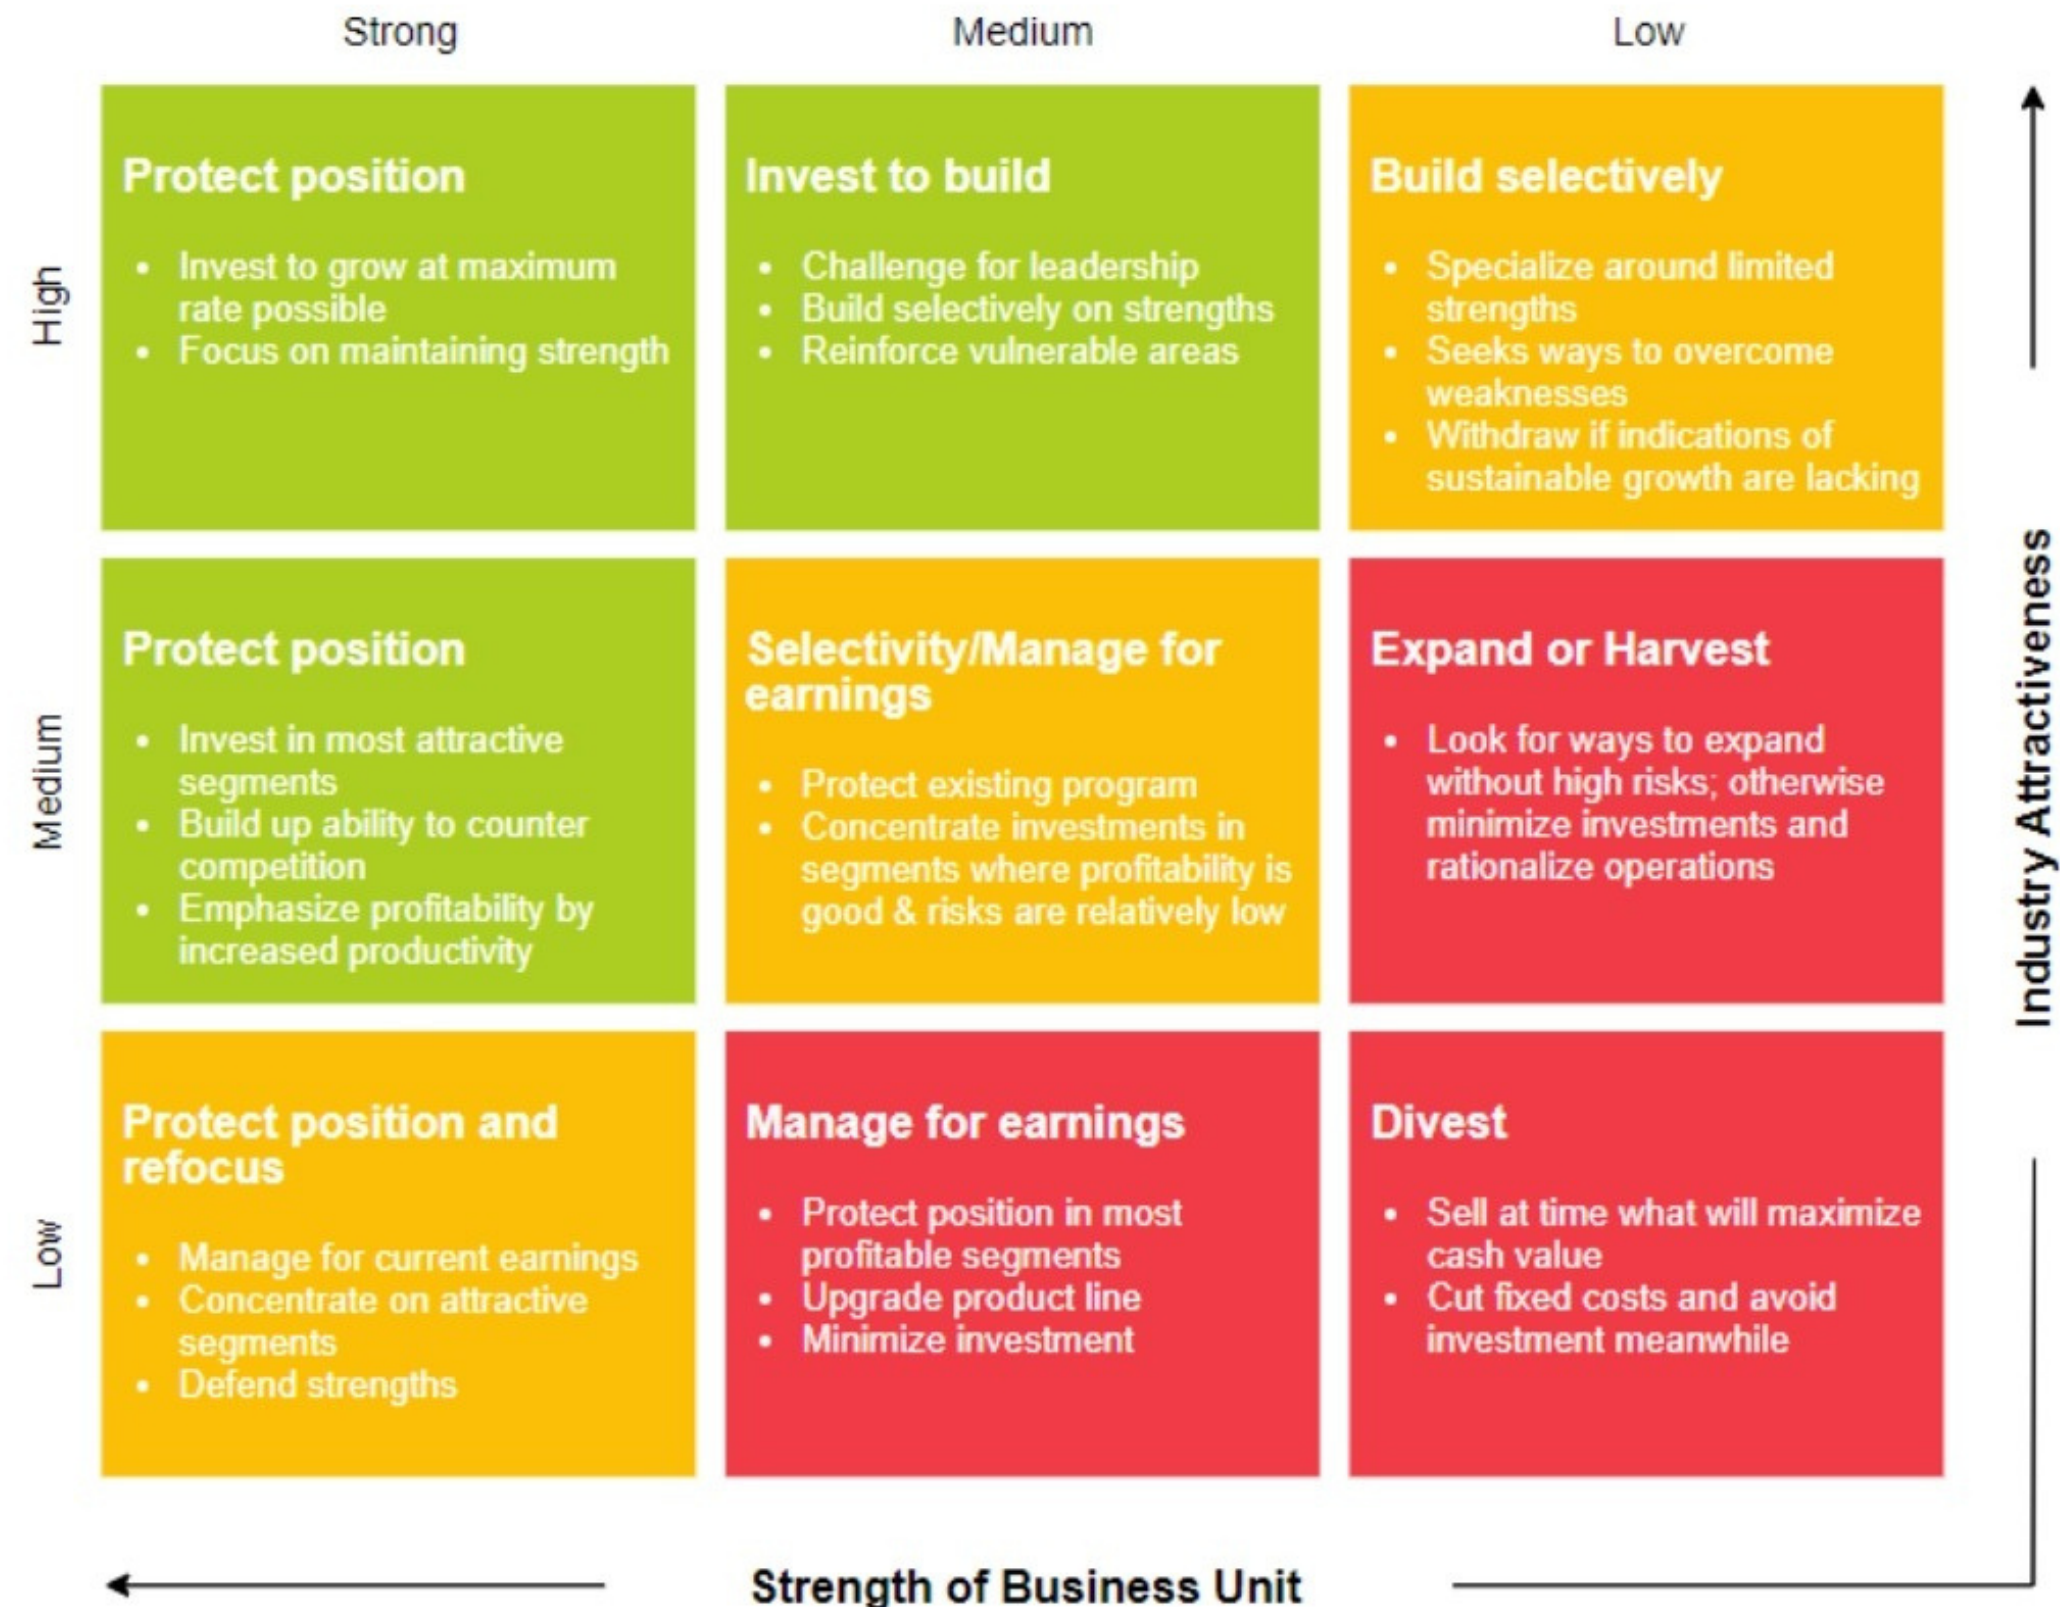 Strong
Medium
Low
High
Protect position
• Invest to grow at maximum
rate possible
• Focus on maintaining strength
Invest to build
• Challenge for leadership
• Build selectively on strengths
• Reinforce vulnerable areas
Build selectively
• Specialize around limited
strengths
• Seeks ways to overcome
weaknesses
• Withdraw if indications of
sustainable growth are lacking
Medium
Protect position
• Invest in most attractive
segments
• Build up ability to counter
competition
• Emphasize profitability by
increased productivity
Selectivity/Manage for
earnings
• Protect existing program
• Concentrate investments in
segments where profitability is
good & risks are relatively low
Expand or Harvest
• Look for ways to expand
without high risks; otherwise
minimize investments and
rationalize operations
Low
Protect position and
refocus
• Manage for current earnings
• Concentrate on attractive
segments
• Defend strengths
Manage for earnings
• Protect position in most
profitable segments
• Upgrade product line
• Minimize investment
Divest
• Sell at time what will maximize
cash value
• Cut fixed costs and avoid
investment meanwhile
Industry Attractiveness
Strength of Business Unit